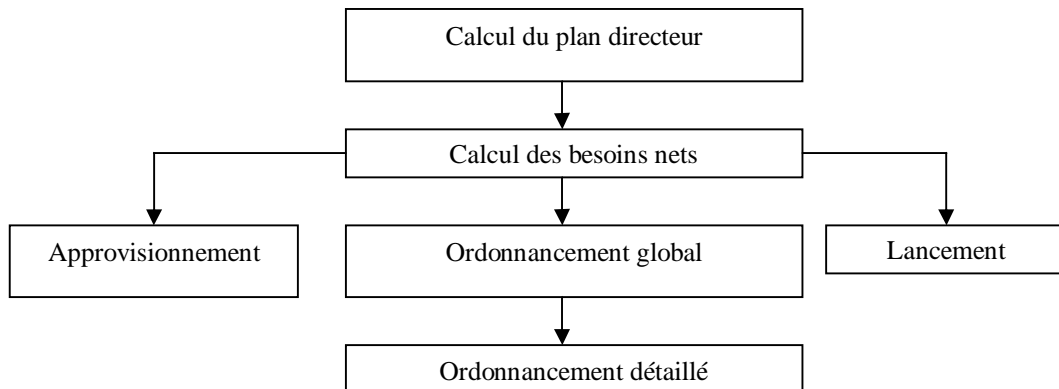 Calcul du plan directeur
Calcul des besoins nets
Approvisionnement
Ordonnancement global
Lancement
Ordonnancement détaillé